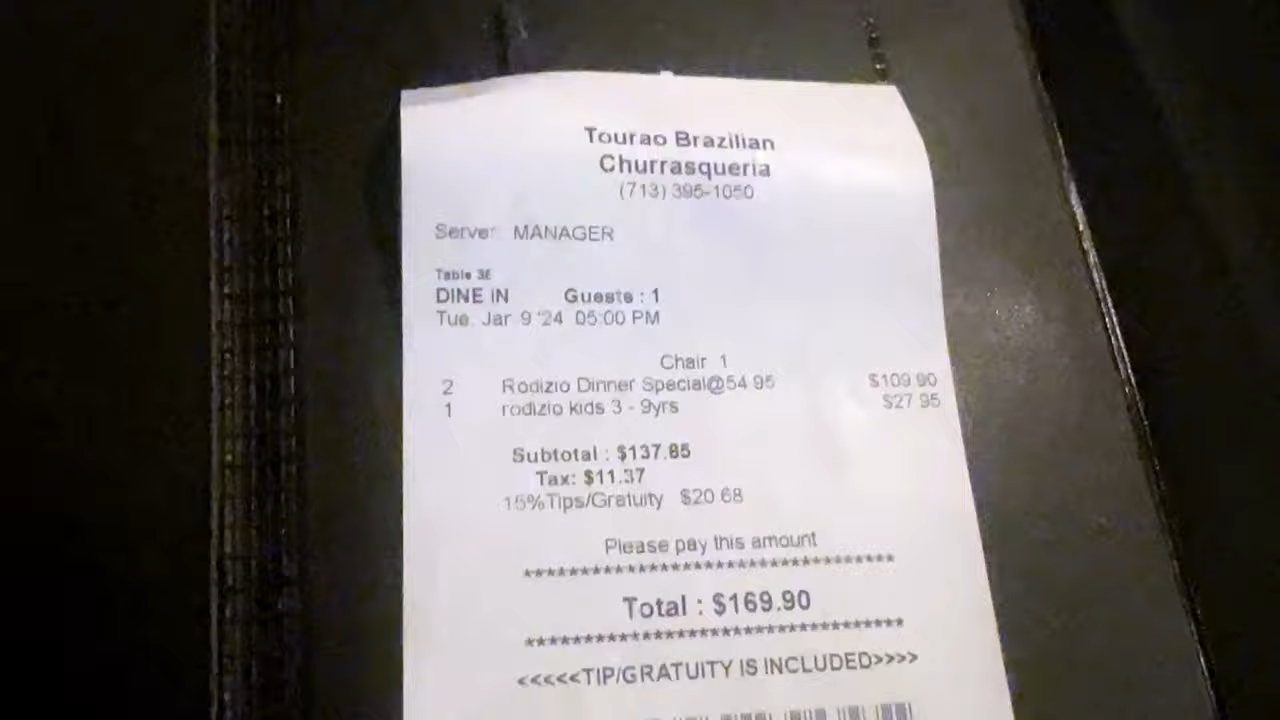 Tourao Brazilian
Churrasqueria
(713) 395-1050
Server: MANAGER
Table 36
DINE IN Guests : 1
Tue, Jan 9 '24 05:00 PM
Chair 1
2 Rodizio Dinner Special@54.95 $109.90
1 rodizio kids 3 - 9yrs $27.95
Subtotal : $137.85
Tax: $11.37
15%Tips/Gratuity $20.68
Please pay this amount
*********************************
Total : $169.90
*********************************
<<<<<TIP/GRATUITY IS INCLUDED>>>>